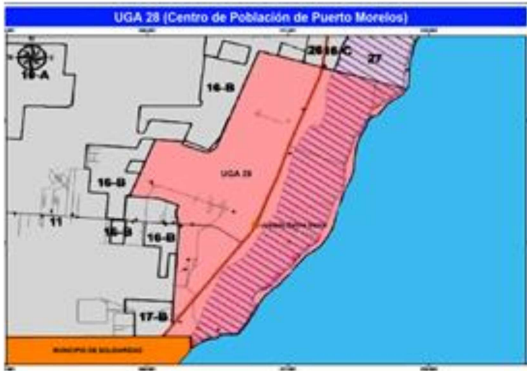 UGA 28 (Centro de Población de Puerto Morelos)
26
16-C
27
16-A
16-B
UGA 28
16-B
11
16-B
16-B
17-B
MUNICIPIO DE SOLIDARIDAD